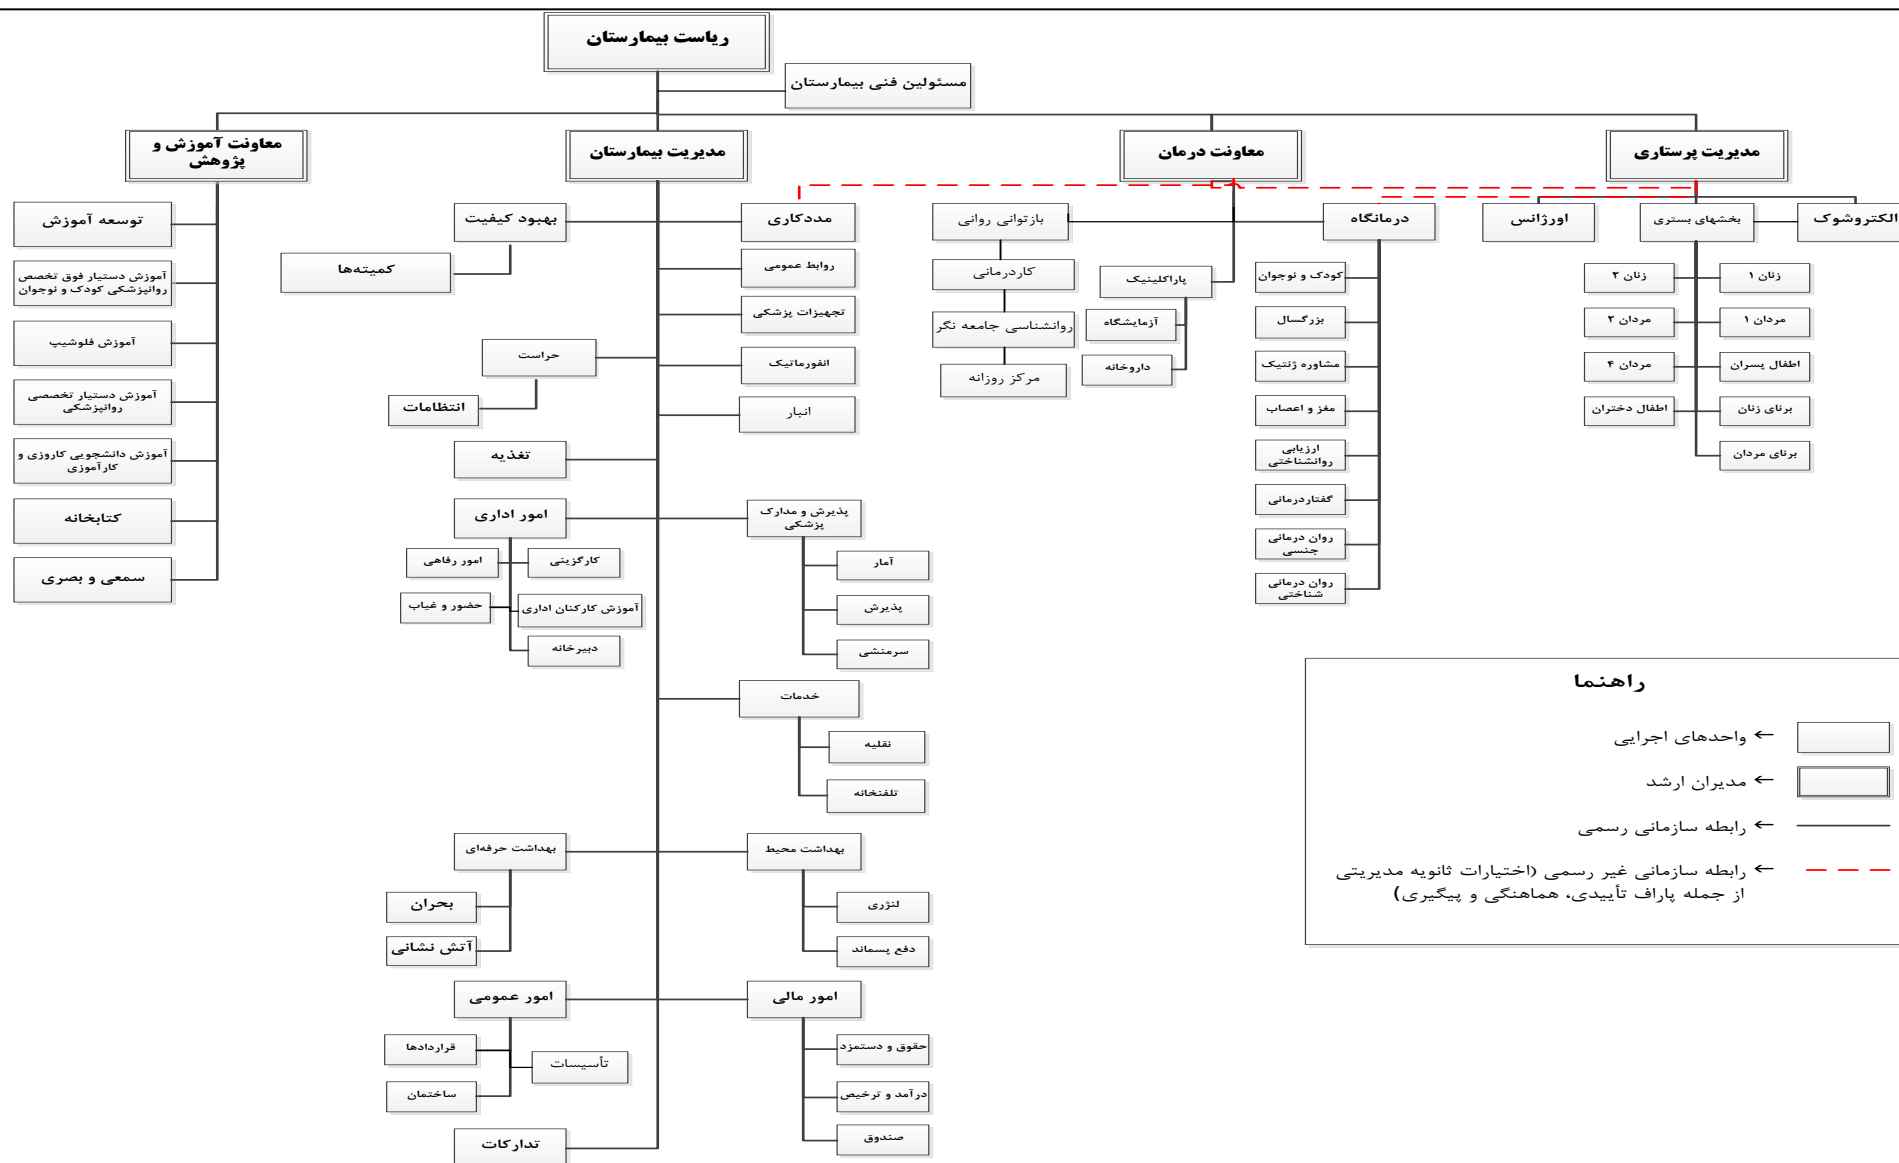 ریاست بیمارستان
مسئولین فنی بیمارستان
مدیریت پرستاری
معاونت درمان
مدیریت بیمارستان
معاونت آموزش و
پژوهش
الکتروشوک
بخشهای بستری
اورژانس
زنان ۱
زنان ۲
مردان ۱
مردان ۲
اطفال پسران
مردان ۴
برنای زنان
اطفال دختران
برنای مردان
درمانگاه
کودک و نوجوان
بزرگسال
مشاوره ژنتیک
مغز و اعصاب
ارزیابی
روانشناختی
گفتاردرمانی
روان درمانی
جنسی
روان درمانی
شناختی
پاراکلینیک
آزمایشگاه
داروخانه
بازتوانی روانی
کاردرمانی
روانشناسی جامعه نگر
مرکز روزانه
مددکاری
روابط عمومی
تجهیزات پزشکی
انفورماتیک
انبار
بهبود کیفیت
کمیته‌ها
حراست
انتظامات
تغذیه
پذیرش و مدارک
پزشکی
آمار
پذیرش
سرمنشی
امور اداری
کارگزینی
امور رفاهی
آموزش کارکنان اداری
حضور و غیاب
دبیرخانه
خدمات
نقلیه
تلفنخانه
بهداشت محیط
لنژری
دفع پسماند
بهداشت حرفه‌ای
بحران
آتش نشانی
امور مالی
حقوق و دستمزد
درآمد و ترخیص
صندوق
امور عمومی
قراردادها
تأسیسات
ساختمان
تدارکات
توسعه آموزش
آموزش دستیار فوق تخصص
روانپزشکی کودک و نوجوان
آموزش فلوشیپ
آموزش دستیار تخصصی
روانپزشکی
آموزش دانشجویی کاروزی و
کارآموزی
کتابخانه
سمعی و بصری
راهنما
← واحدهای اجرایی
← مدیران ارشد
← رابطه سازمانی رسمی
← رابطه سازمانی غیر رسمی (اختیارات ثانویه مدیریتی
از جمله پاراف تأییدی، هماهنگی و پیگیری)